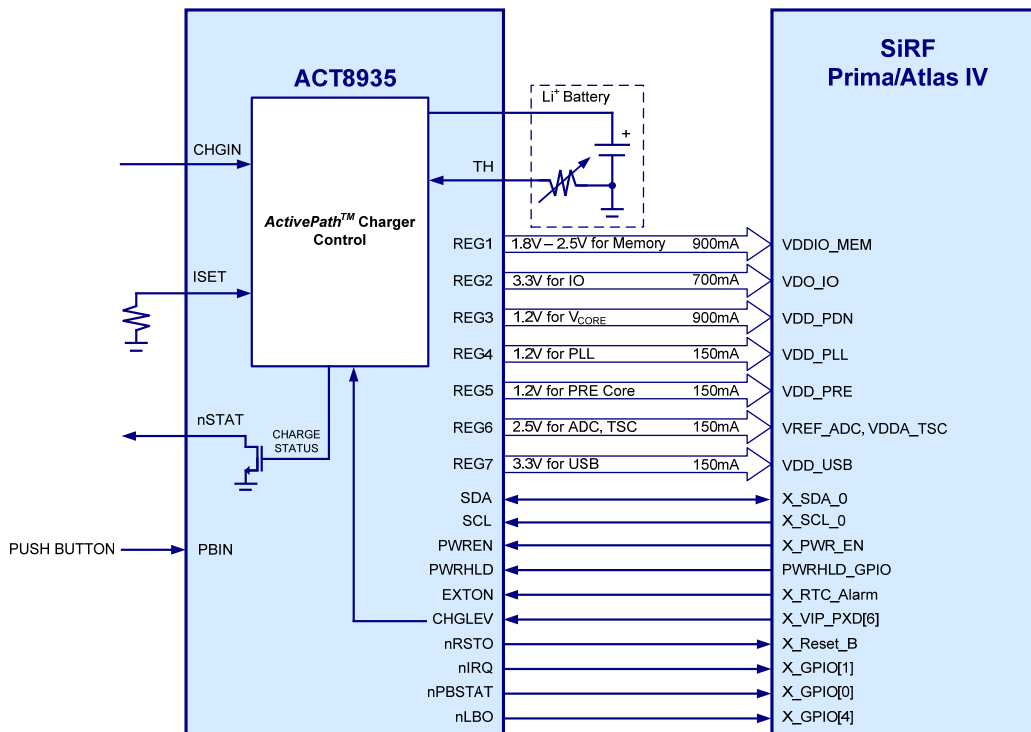 ACT8935
SiRF
Prima/Atlas IV
Li+ Battery
+
CHGIN
TH
ActivePath™ Charger
Control
ISET
REG1 1.8V – 2.5V for Memory 900mA VDDIO_MEM
REG2 3.3V for IO 700mA VDO_IO
REG3 1.2V for VCORE 900mA VDD_PDN
REG4 1.2V for PLL 150mA VDD_PLL
REG5 1.2V for PRE Core 150mA VDD_PRE
nSTAT
CHARGE
STATUS
REG6 2.5V for ADC, TSC 150mA VREF_ADC, VDDA_TSC
REG7 3.3V for USB 150mA VDD_USB
SDA X_SDA_0
SCL X_SCL_0
PUSH BUTTON PBIN
PWREN X_PWR_EN
PWRHLD PWRHLD_GPIO
EXTON X_RTC_Alarm
CHGLEV X_VIP_PXD[6]
nRSTO X_Reset_B
nIRQ X_GPIO[1]
nPBSTAT X_GPIO[0]
nLBO X_GPIO[4]